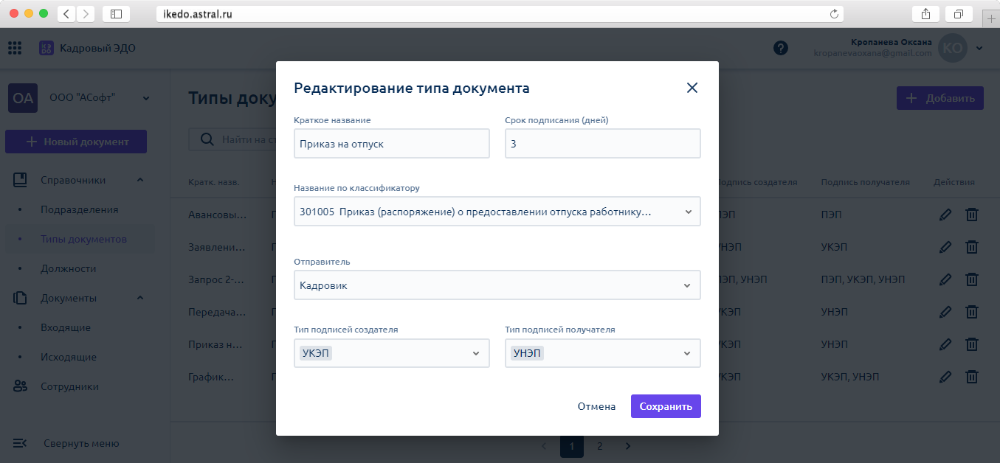 ikedo.astral.ru
Кадровый ЭДО
Кропанева Оксана
kropanevaoxana@gmail.com
КО
ОА
ООО "АСофт"
Новый документ
Справочники
Подразделения
Типы документов
Должности
Документы
Входящие
Исходящие
Сотрудники
Свернуть меню
Типы доку
Добавить
Найти на ст
Кратк. назв.
подпись создателя
Подпись получателя
Действия
Авансовы...
ПЭП
ПЭП
Заявлени...
УНЭП
УКЭП
Запрос 2-...
ПЭП, УНЭП
ПЭП, УКЭП, УНЭП
Передача...
УКЭП
УНЭП
Приказ н...
УКЭП
УНЭП
График...
УКЭП
УКЭП, УНЭП
1
2
Редактирование типа документа
Краткое название
Приказ на отпуск
Срок подписания (дней)
3
Название по классификатору
301005 Приказ (распоряжение) о предоставлении отпуска работнику...
Отправитель
Кадровик
Тип подписей создателя
УКЭП
Тип подписей получателя
УНЭП
Отмена
Сохранить